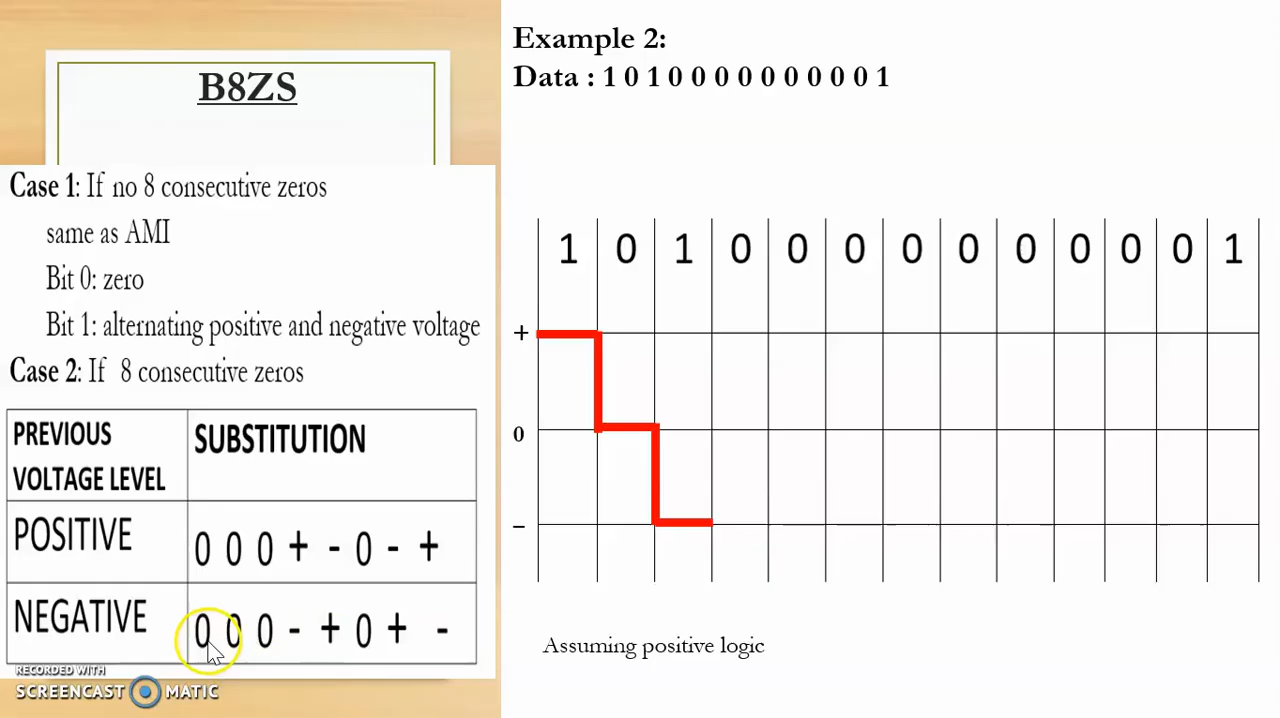 B8ZS
Case 1: If no 8 consecutive zeros
same as AMI
Bit 0: zero
Bit 1: alternating positive and negative voltage
Case 2: If 8 consecutive zeros
PREVIOUS VOLTAGE LEVEL
SUBSTITUTION
POSITIVE
0 0 0 + - 0 - +
NEGATIVE
0 0 0 - + 0 + -
RECORDED WITH
SCREENCAST MATIC
Example 2:
Data : 1 0 1 0 0 0 0 0 0 0 0 0 1
1 0 1 0 0 0 0 0 0 0 0 0 1
+
0
–
Assuming positive logic